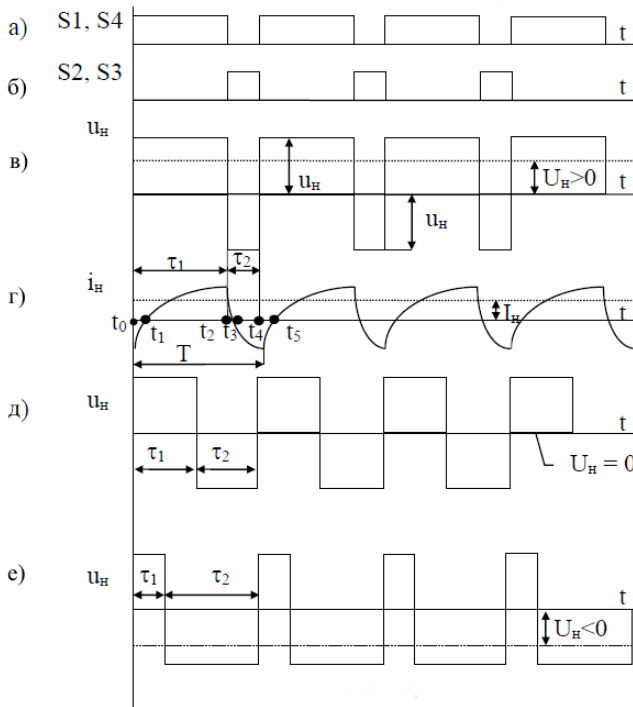 а) S1, S4 t
б) S2, S3 t
uн
в) uн Uн>0 t
uн
τ1 τ2
г) iн t
t0 t1 t2 t3 t4 t5 Iн
T
д) uн t
τ1 τ2 Uн = 0
е) uн τ1 τ2 t
Uн<0